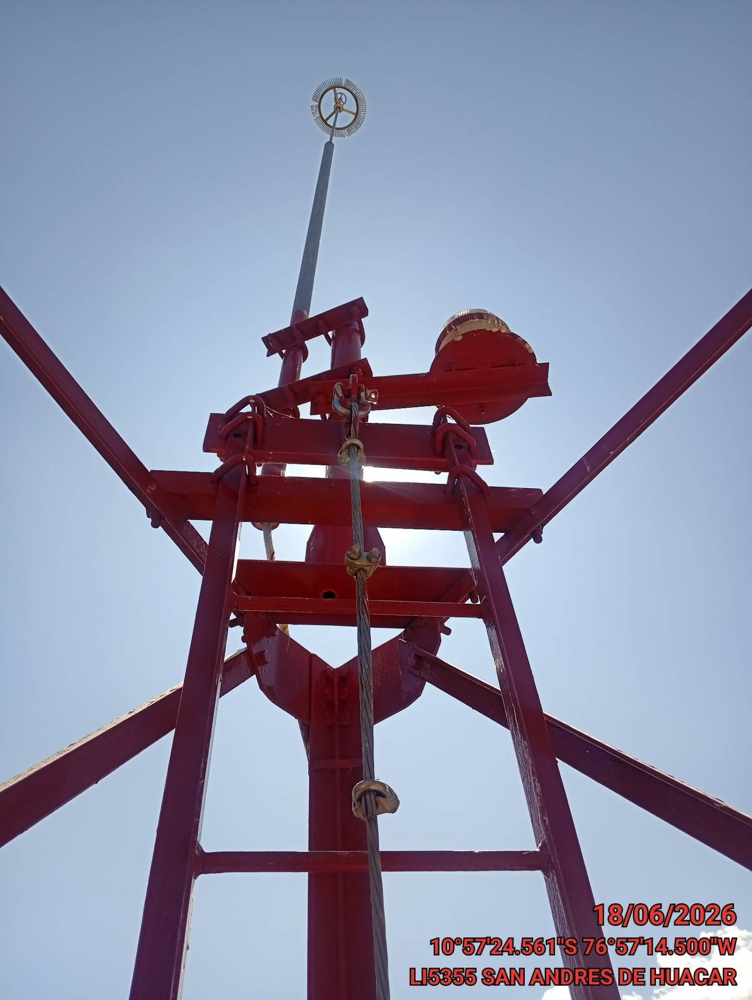 18/06/2026
10°57'24.561"S 76°57'14.500"W
LI5355 SAN ANDRES DE HUACAR